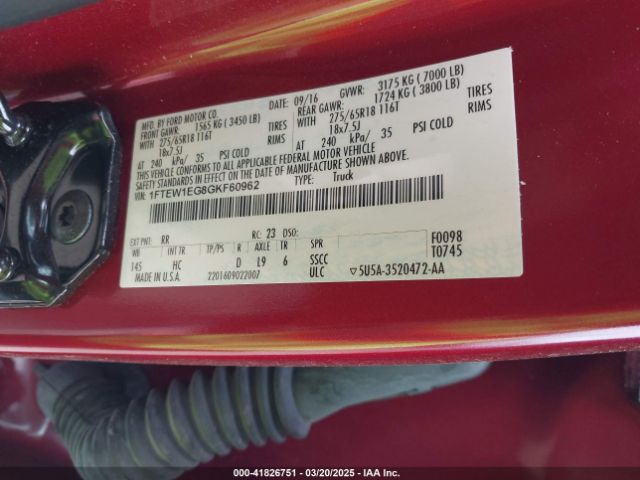 MFD. BY FORD MOTOR CO.
DATE: 09/16 GVWR: 3175 KG ( 7000 LB)
FRONT GAWR: 1565 KG ( 3450 LB) REAR GAWR: 1724 KG ( 3800 LB)
WITH 275/65R18 116T TIRES WITH 275/65R18 116T TIRES
18x7.5J RIMS 18x7.5J RIMS
AT 240 kPa/ 35 PSI COLD AT 240 kPa/ 35 PSI COLD
THIS VEHICLE CONFORMS TO ALL APPLICABLE FEDERAL MOTOR VEHICLE
SAFETY STANDARDS IN EFFECT ON THE DATE OF MANUFACTURE SHOWN ABOVE.
VIN: 1FTEW1EG8GKF60962
TYPE: Truck
EXT PNT: RR RC: 23 DSO: F0098
WB INT TR TP/PS R AXLE TR SPR T0745
145 HC D L9 6 SSCC
MADE IN U.S.A. 2201609022007 ULC ▽5U5A-3520472-AA
000-41826751 — 03/20/2025 — IAA Inc.